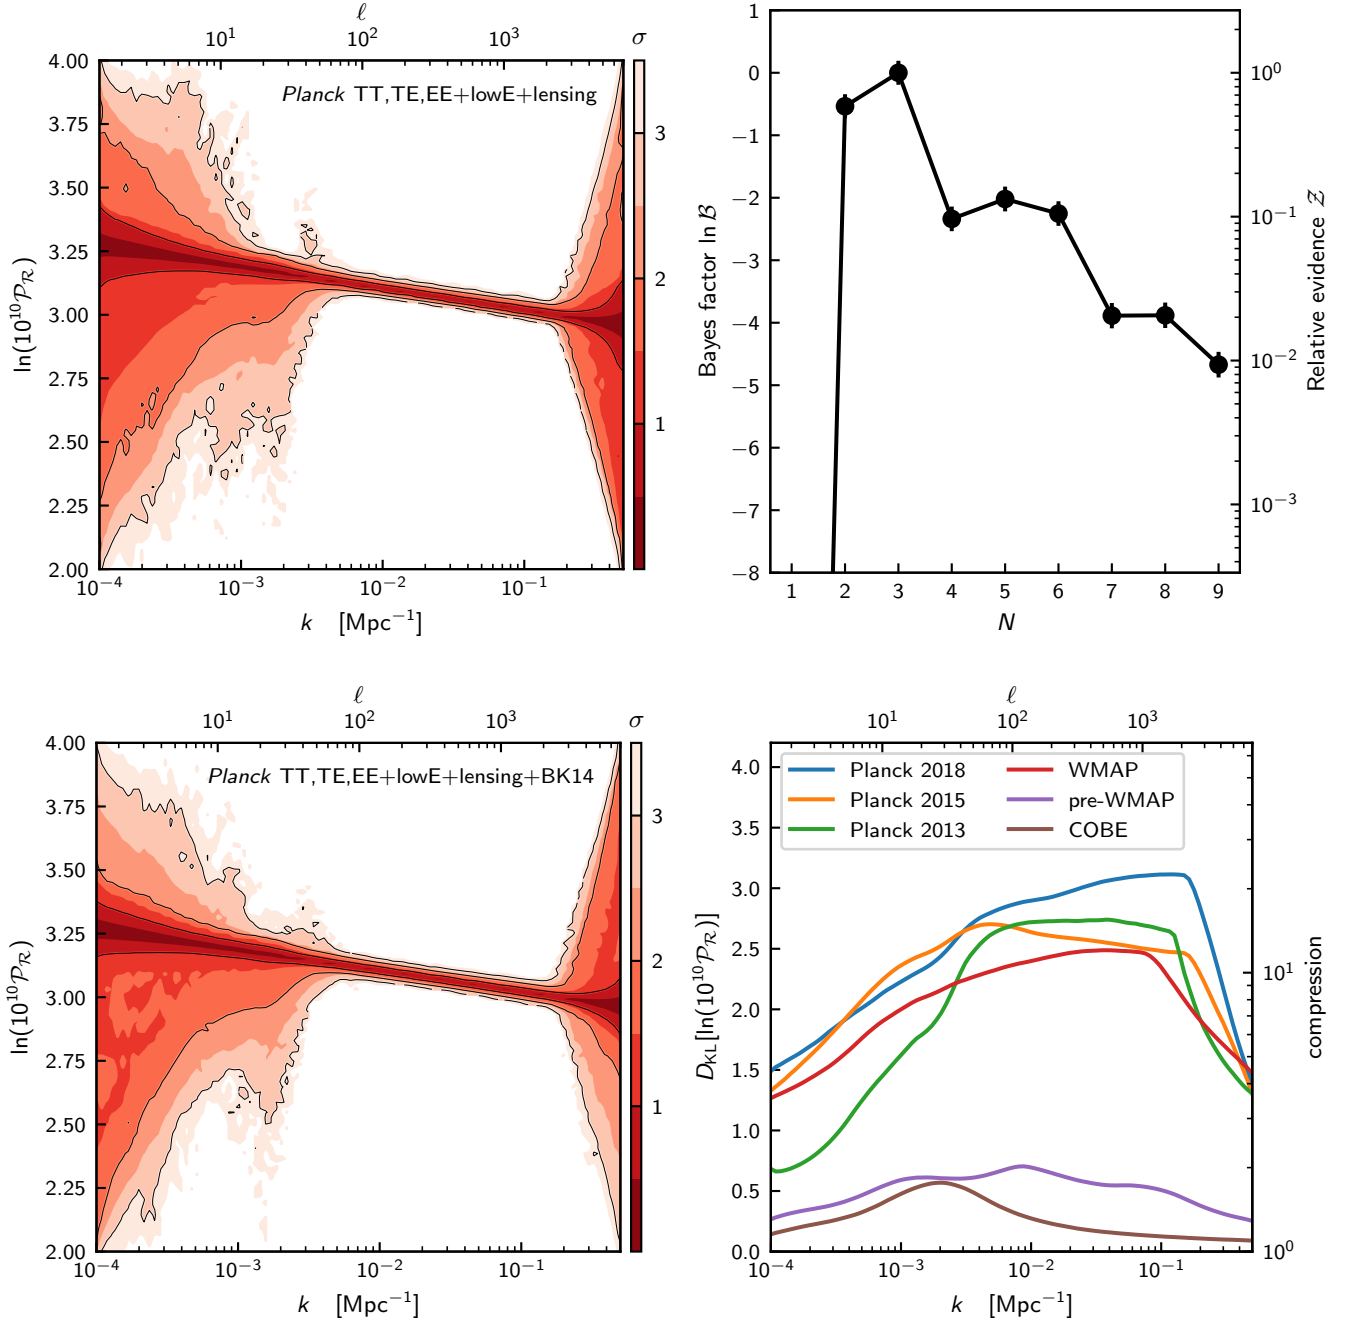 ℓ
10¹ 10² 10³
σ
Planck TT,TE,EE+lowE+lensing
4.00
3.75
3.50
3.25
3.00
2.75
2.50
2.25
2.00
ln(10¹⁰𝒫_ℛ)
3
2
1
10⁻⁴ 10⁻³ 10⁻² 10⁻¹
k [Mpc⁻¹]
1
0
−1
−2
−3
−4
−5
−6
−7
−8
Bayes factor ln ℬ
10⁰
10⁻¹
10⁻²
10⁻³
Relative evidence 𝒵
1 2 3 4 5 6 7 8 9
N
ℓ
10¹ 10² 10³
σ
Planck TT,TE,EE+lowE+lensing+BK14
4.00
3.75
3.50
3.25
3.00
2.75
2.50
2.25
2.00
ln(10¹⁰𝒫_ℛ)
3
2
1
10⁻⁴ 10⁻³ 10⁻² 10⁻¹
k [Mpc⁻¹]
ℓ
10¹ 10² 10³
Planck 2018
Planck 2015
Planck 2013
WMAP
pre-WMAP
COBE
4.0
3.5
3.0
2.5
2.0
1.5
1.0
0.5
0.0
D_KL[ln(10¹⁰𝒫_ℛ)]
10¹
10⁰
compression
10⁻⁴ 10⁻³ 10⁻² 10⁻¹
k [Mpc⁻¹]